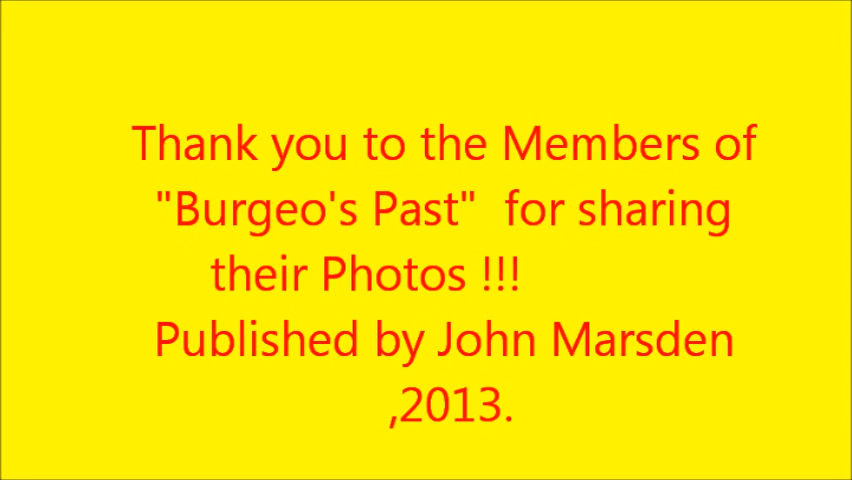 Thank you to the Members of
"Burgeo's Past"  for sharing
their Photos !!!
Published by John Marsden
,2013.